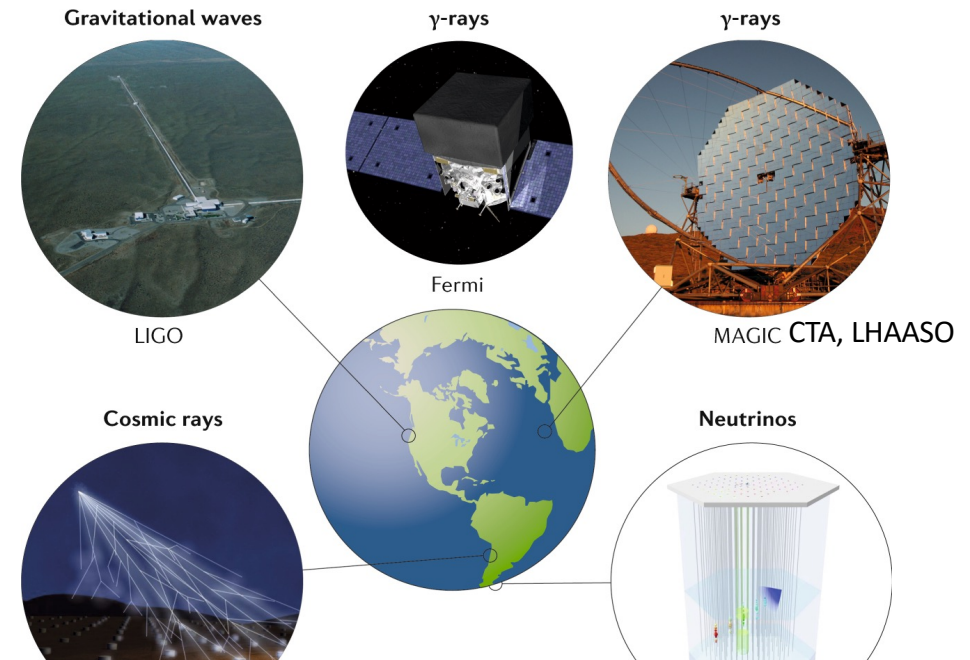 Gravitational waves
γ-rays
γ-rays
Fermi
LIGO
MAGIC CTA, LHAASO
Cosmic rays
Neutrinos